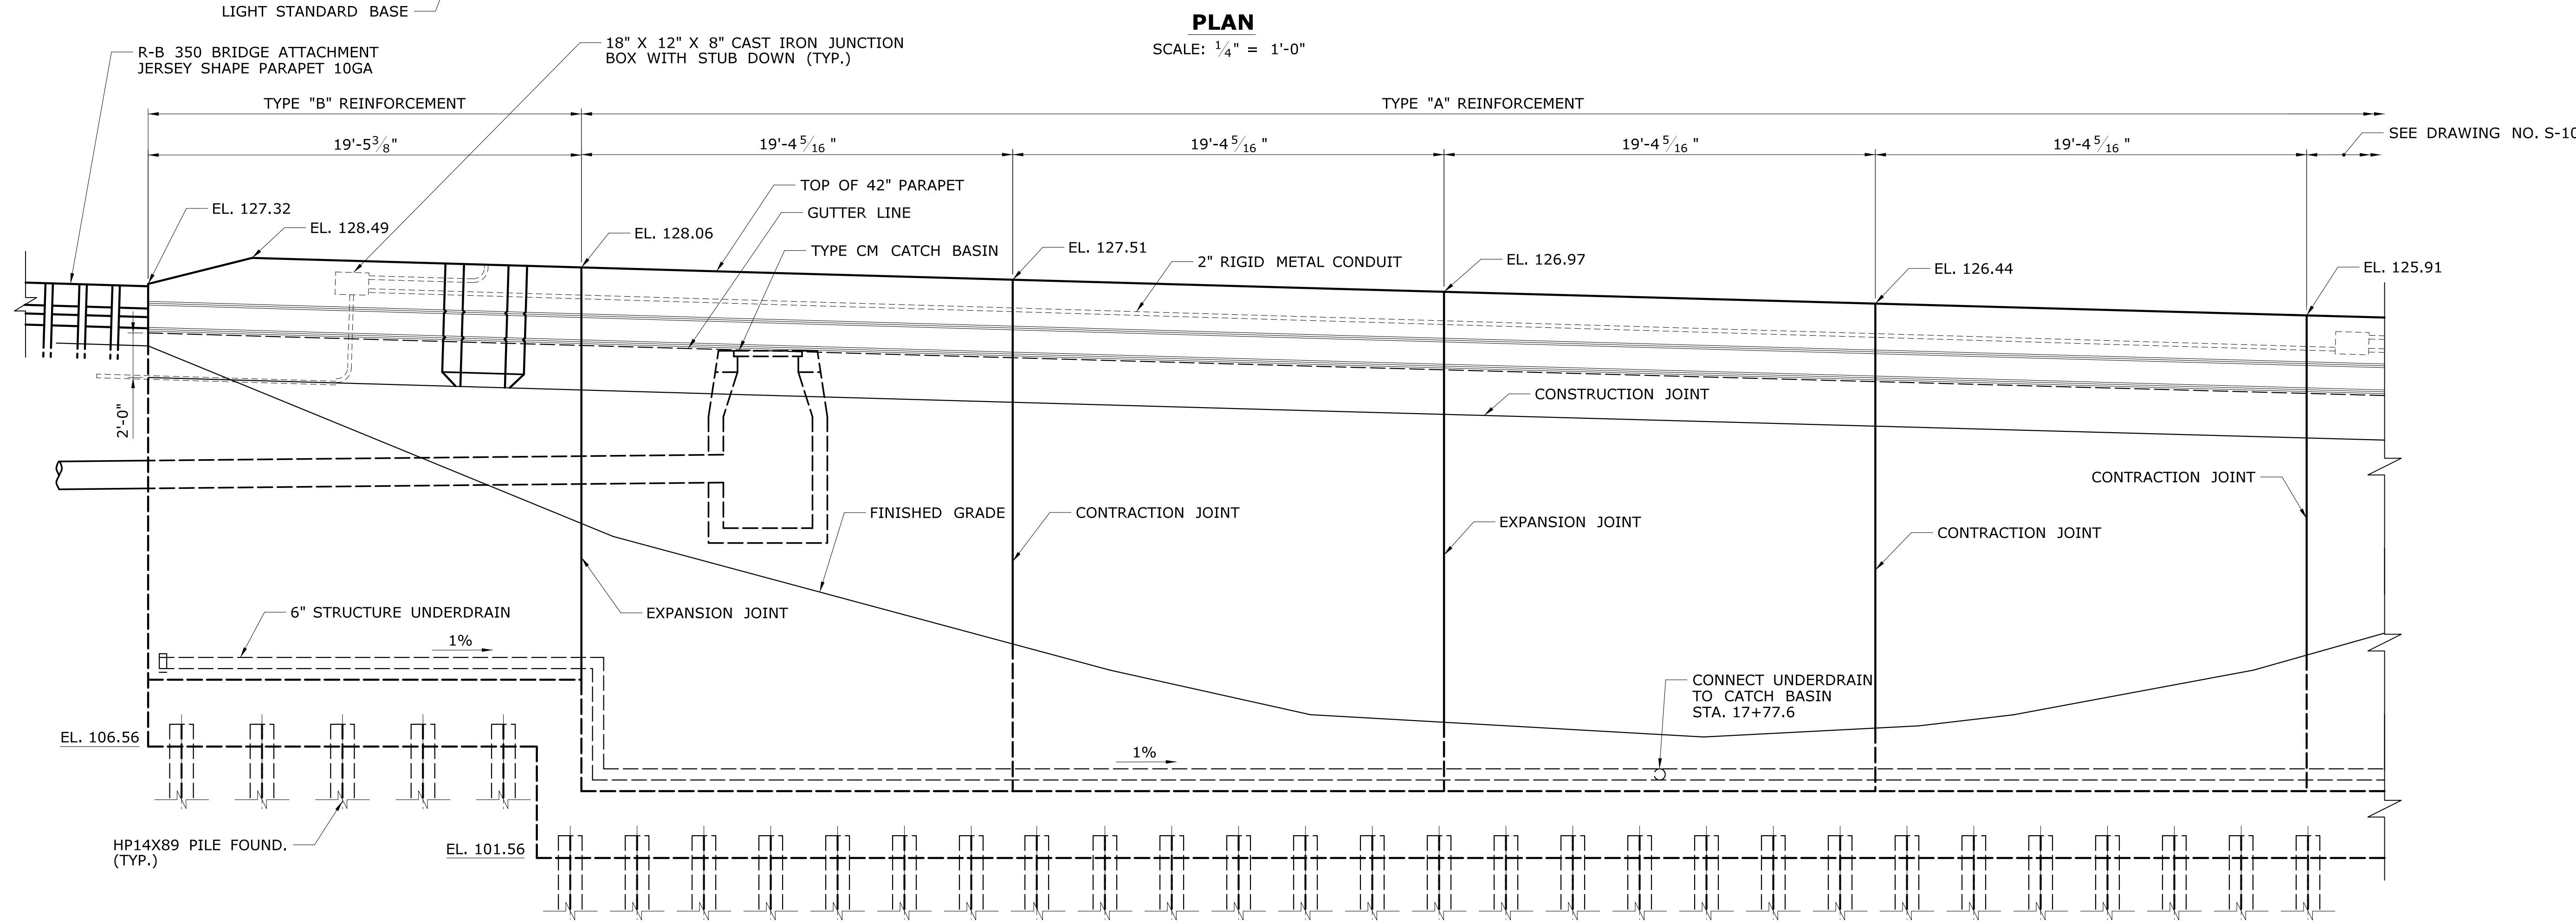 LIGHT STANDARD BASE
PLAN
SCALE: 1/4" = 1'-0"
R-B 350 BRIDGE ATTACHMENT
JERSEY SHAPE PARAPET 10GA
18" X 12" X 8" CAST IRON JUNCTION
BOX WITH STUB DOWN (TYP.)
TYPE "B" REINFORCEMENT
TYPE "A" REINFORCEMENT
19'-5 3/8"
19'-4 5/16"
19'-4 5/16"
19'-4 5/16"
19'-4 5/16"
SEE DRAWING NO. S-10
TOP OF 42" PARAPET
GUTTER LINE
TYPE CM CATCH BASIN
EL. 127.32
EL. 128.49
EL. 128.06
EL. 127.51
2" RIGID METAL CONDUIT
EL. 126.97
EL. 126.44
EL. 125.91
2'-0"
CONSTRUCTION JOINT
CONTRACTION JOINT
FINISHED GRADE
CONTRACTION JOINT
EXPANSION JOINT
CONTRACTION JOINT
6" STRUCTURE UNDERDRAIN
1%
EXPANSION JOINT
CONNECT UNDERDRAIN
TO CATCH BASIN
STA. 17+77.6
EL. 106.56
1%
HP14X89 PILE FOUND.
(TYP.)
EL. 101.56